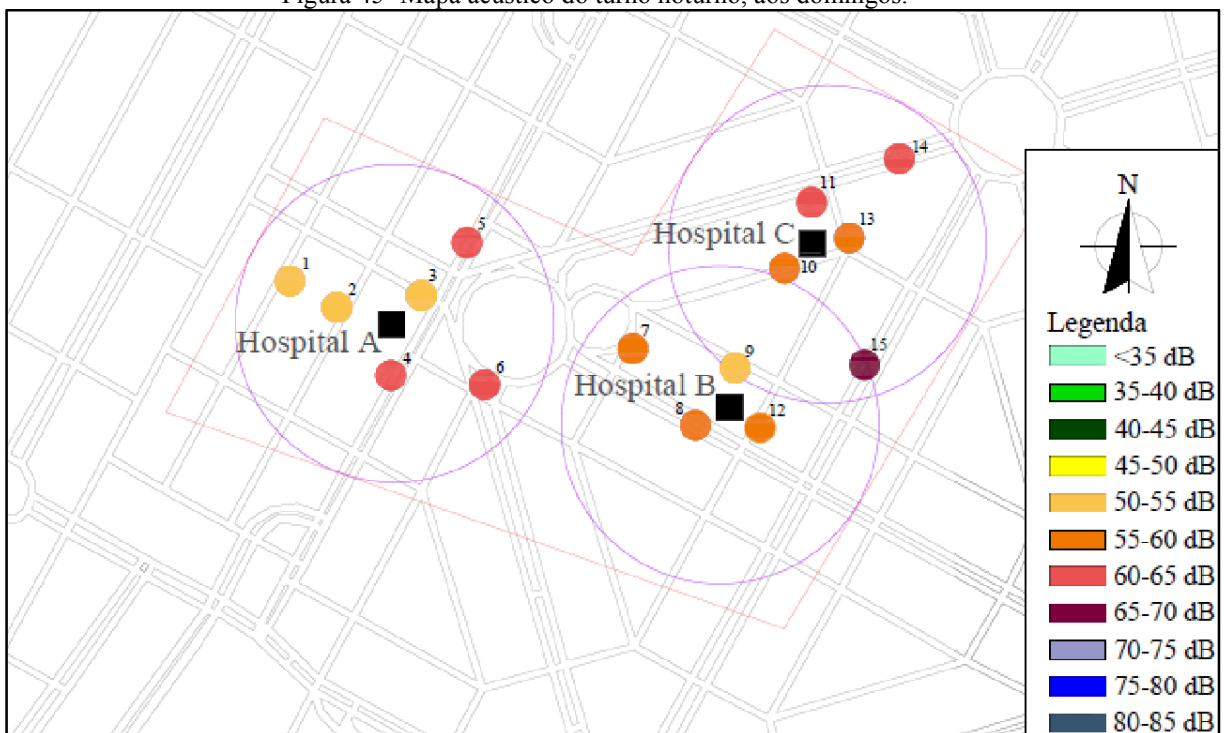 Figura 45- Mapa acústico do turno noturno, aos domingos.
14
11
5
13
Hospital C
1
3
10
2
N
Hospital A
Legenda
7
9
15
<35 dB
4
6
Hospital B
35-40 dB
8
12
40-45 dB
45-50 dB
50-55 dB
55-60 dB
60-65 dB
65-70 dB
70-75 dB
75-80 dB
80-85 dB